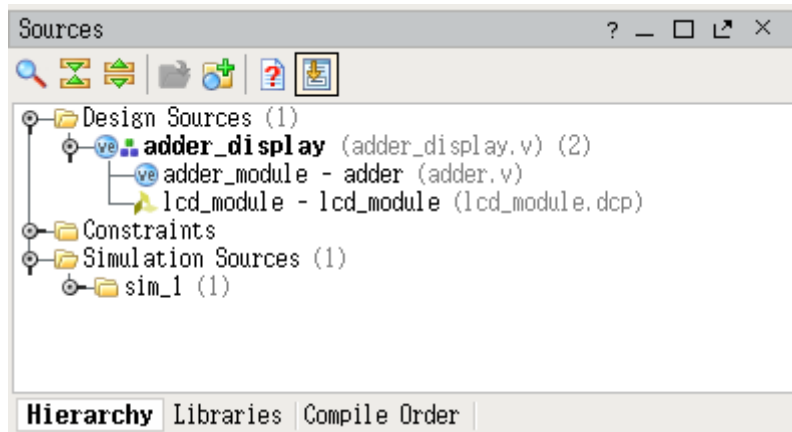 Sources
Design Sources (1)
adder_display (adder_display.v) (2)
adder_module - adder (adder.v)
lcd_module - lcd_module (lcd_module.dcp)
Constraints
Simulation Sources (1)
sim_1 (1)
Hierarchy Libraries Compile Order